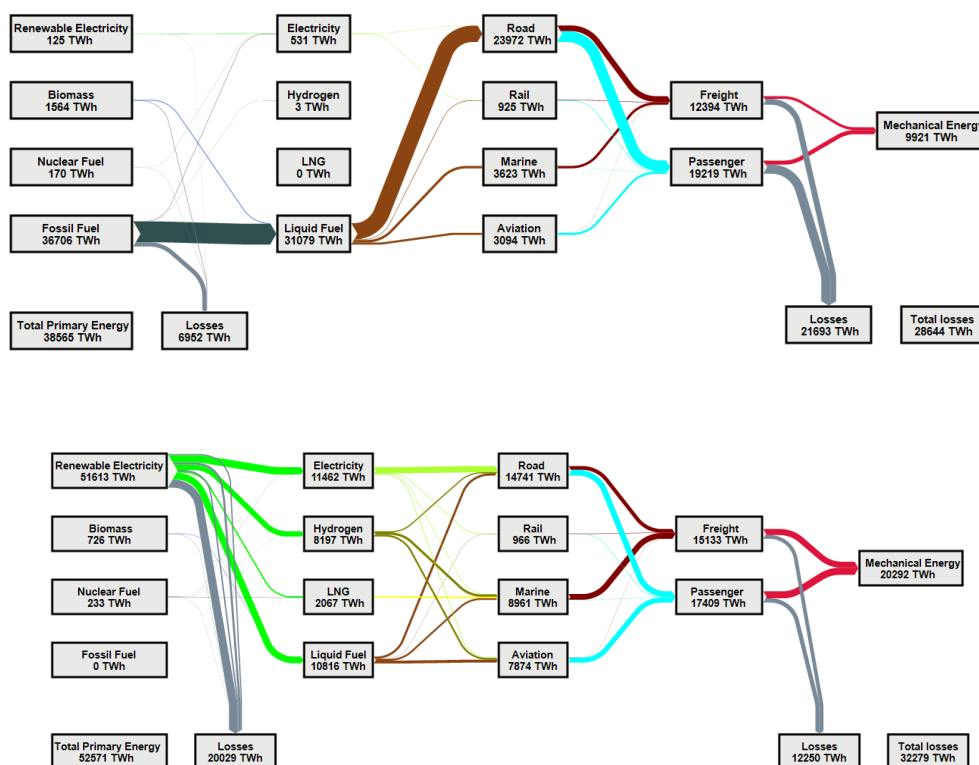 Renewable Electricity
125 TWh
Electricity
531 TWh
Road
23972 TWh
Biomass
1564 TWh
Hydrogen
3 TWh
Rail
925 TWh
Freight
12394 TWh
Mechanical Energy
9921 TWh
Nuclear Fuel
170 TWh
LNG
0 TWh
Marine
3623 TWh
Passenger
19219 TWh
Fossil Fuel
36706 TWh
Liquid Fuel
31079 TWh
Aviation
3094 TWh
Total Primary Energy
38565 TWh
Losses
6952 TWh
Losses
21693 TWh
Total losses
28644 TWh
Renewable Electricity
51613 TWh
Electricity
11462 TWh
Road
14741 TWh
Biomass
726 TWh
Hydrogen
8197 TWh
Rail
966 TWh
Freight
15133 TWh
Mechanical Energy
20292 TWh
Nuclear Fuel
233 TWh
LNG
2067 TWh
Marine
8961 TWh
Passenger
17409 TWh
Fossil Fuel
0 TWh
Liquid Fuel
10816 TWh
Aviation
7874 TWh
Total Primary Energy
52571 TWh
Losses
20029 TWh
Losses
12250 TWh
Total losses
32279 TWh